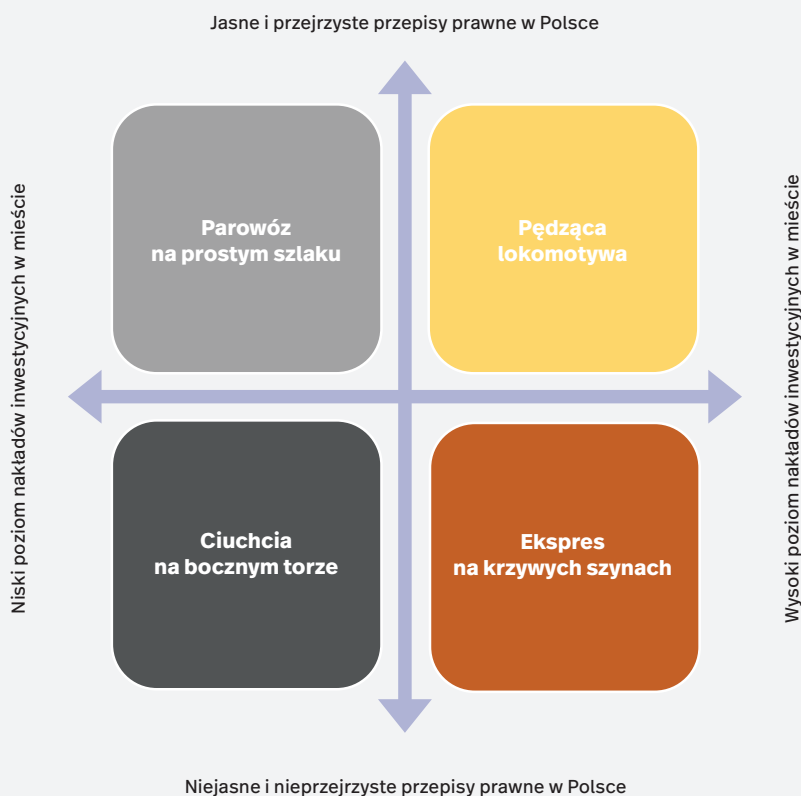 Jasne i przejrzyste przepisy prawne w Polsce
Niski poziom nakładów inwestycyjnych w mieście
Parowóz
na prostym szlaku
Pędząca
lokomotywa
Wysoki poziom nakładów inwestycyjnych w mieście
Ciuchcia
na bocznym torze
Ekspres
na krzywych szynach
Niejasne i nieprzejrzyste przepisy prawne w Polsce